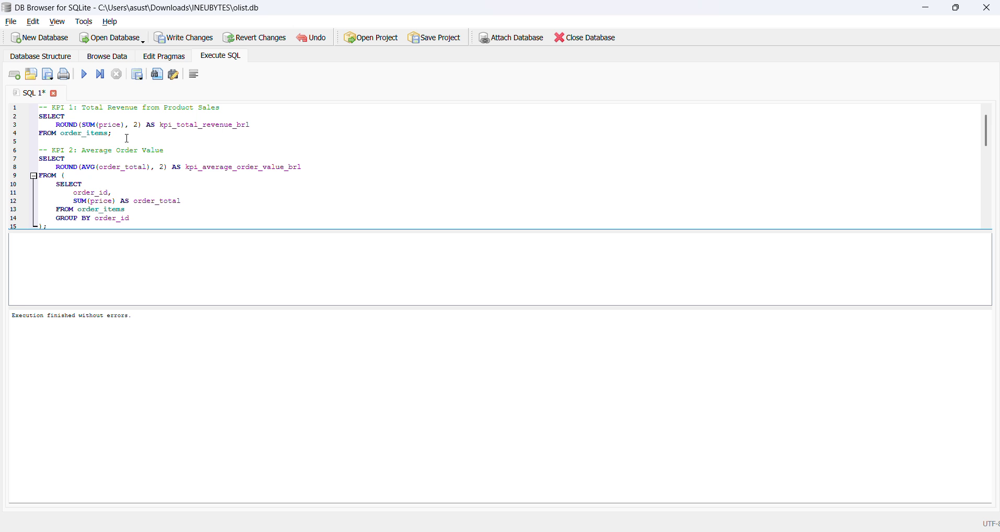 DB Browser for SQLite - C:\Users\asust\Downloads\INEUBYTES\olist.db
File Edit View Tools Help
New Database Open Database Write Changes Revert Changes Undo Open Project Save Project Attach Database Close Database
Database Structure Browse Data Edit Pragmas Execute SQL
SQL 1*
1 -- KPI 1: Total Revenue from Product Sales
2 SELECT
3 ROUND(SUM(price), 2) AS kpi_total_revenue_brl
4 FROM order_items;
5
6 -- KPI 2: Average Order Value
7 SELECT
8 ROUND(AVG(order_total), 2) AS kpi_average_order_value_brl
9 FROM (
10 SELECT
11 order_id,
12 SUM(price) AS order_total
13 FROM order_items
14 GROUP BY order_id
15 );
Execution finished without errors.
UTF-8